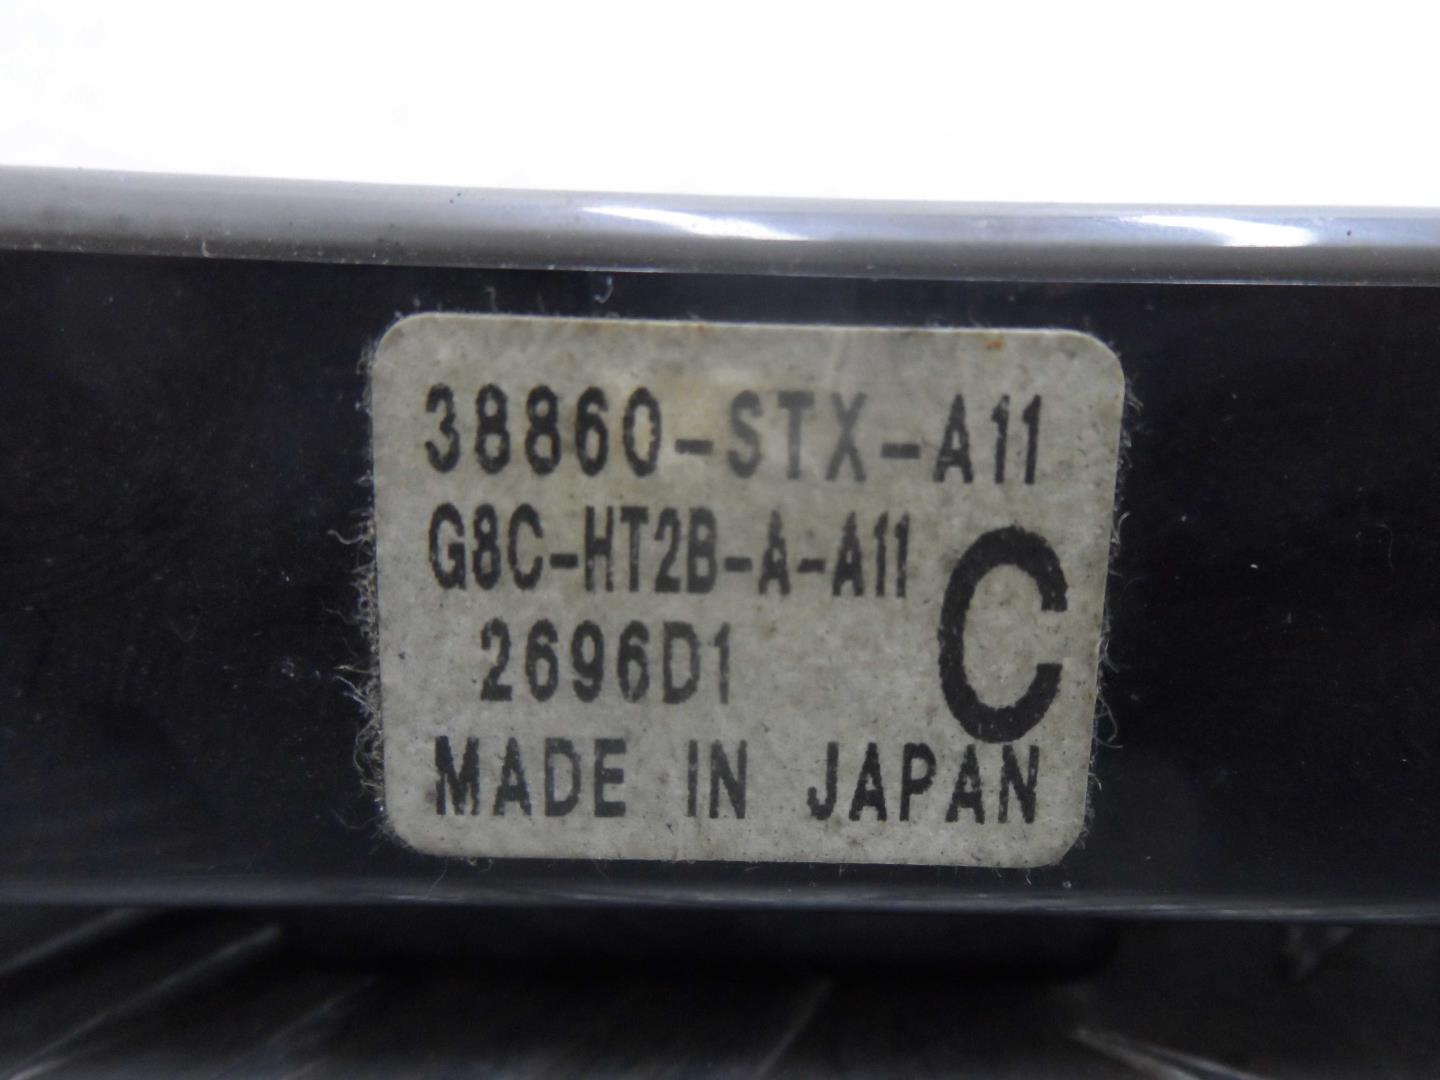 38860-STX-A11
G8C-HT2B-A-A11
2696D1 C
MADE IN JAPAN